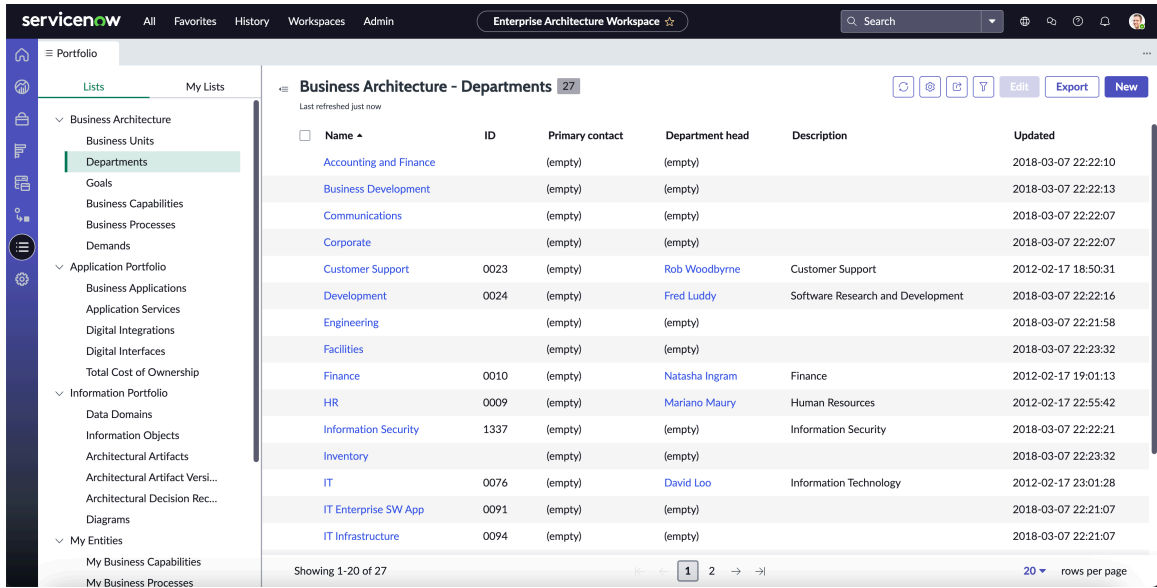 servicenow All Favorites History Workspaces Admin Enterprise Architecture Workspace Search
Portfolio
Lists My Lists
Business Architecture
Business Units
Departments
Goals
Business Capabilities
Business Processes
Demands
Application Portfolio
Business Applications
Application Services
Digital Integrations
Digital Interfaces
Total Cost of Ownership
Information Portfolio
Data Domains
Information Objects
Architectural Artifacts
Architectural Artifact Versi...
Architectural Decision Rec...
Diagrams
My Entities
My Business Capabilities
My Business Processes
Business Architecture - Departments 27
Last refreshed just now
Edit Export New
Name ID Primary contact Department head Description Updated
Accounting and Finance (empty) (empty) 2018-03-07 22:22:10
Business Development (empty) (empty) 2018-03-07 22:22:13
Communications (empty) (empty) 2018-03-07 22:22:07
Corporate (empty) (empty) 2018-03-07 22:22:07
Customer Support 0023 (empty) Rob Woodbyrne Customer Support 2012-02-17 18:50:31
Development 0024 (empty) Fred Luddy Software Research and Development 2018-03-07 22:22:16
Engineering (empty) (empty) 2018-03-07 22:21:58
Facilities (empty) (empty) 2018-03-07 22:23:32
Finance 0010 (empty) Natasha Ingram Finance 2012-02-17 19:01:13
HR 0009 (empty) Mariano Maury Human Resources 2012-02-17 22:55:42
Information Security 1337 (empty) (empty) Information Security 2018-03-07 22:22:21
Inventory (empty) (empty) 2018-03-07 22:23:32
IT 0076 (empty) David Loo Information Technology 2012-02-17 23:01:28
IT Enterprise SW App 0091 (empty) (empty) 2018-03-07 22:21:07
IT Infrastructure 0094 (empty) (empty) 2018-03-07 22:21:07
Showing 1-20 of 27 1 2 20 rows per page